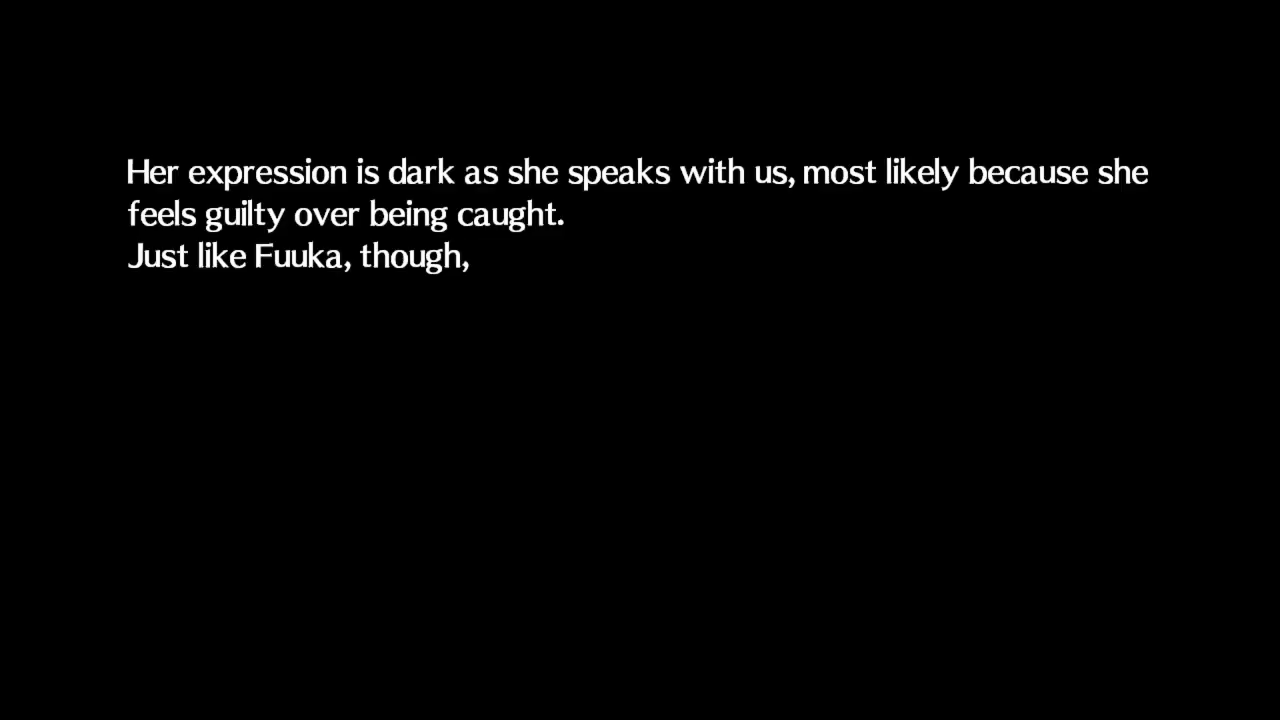 Her expression is dark as she speaks with us, most likely because she
feels guilty over being caught.
Just like Fuuka, though,